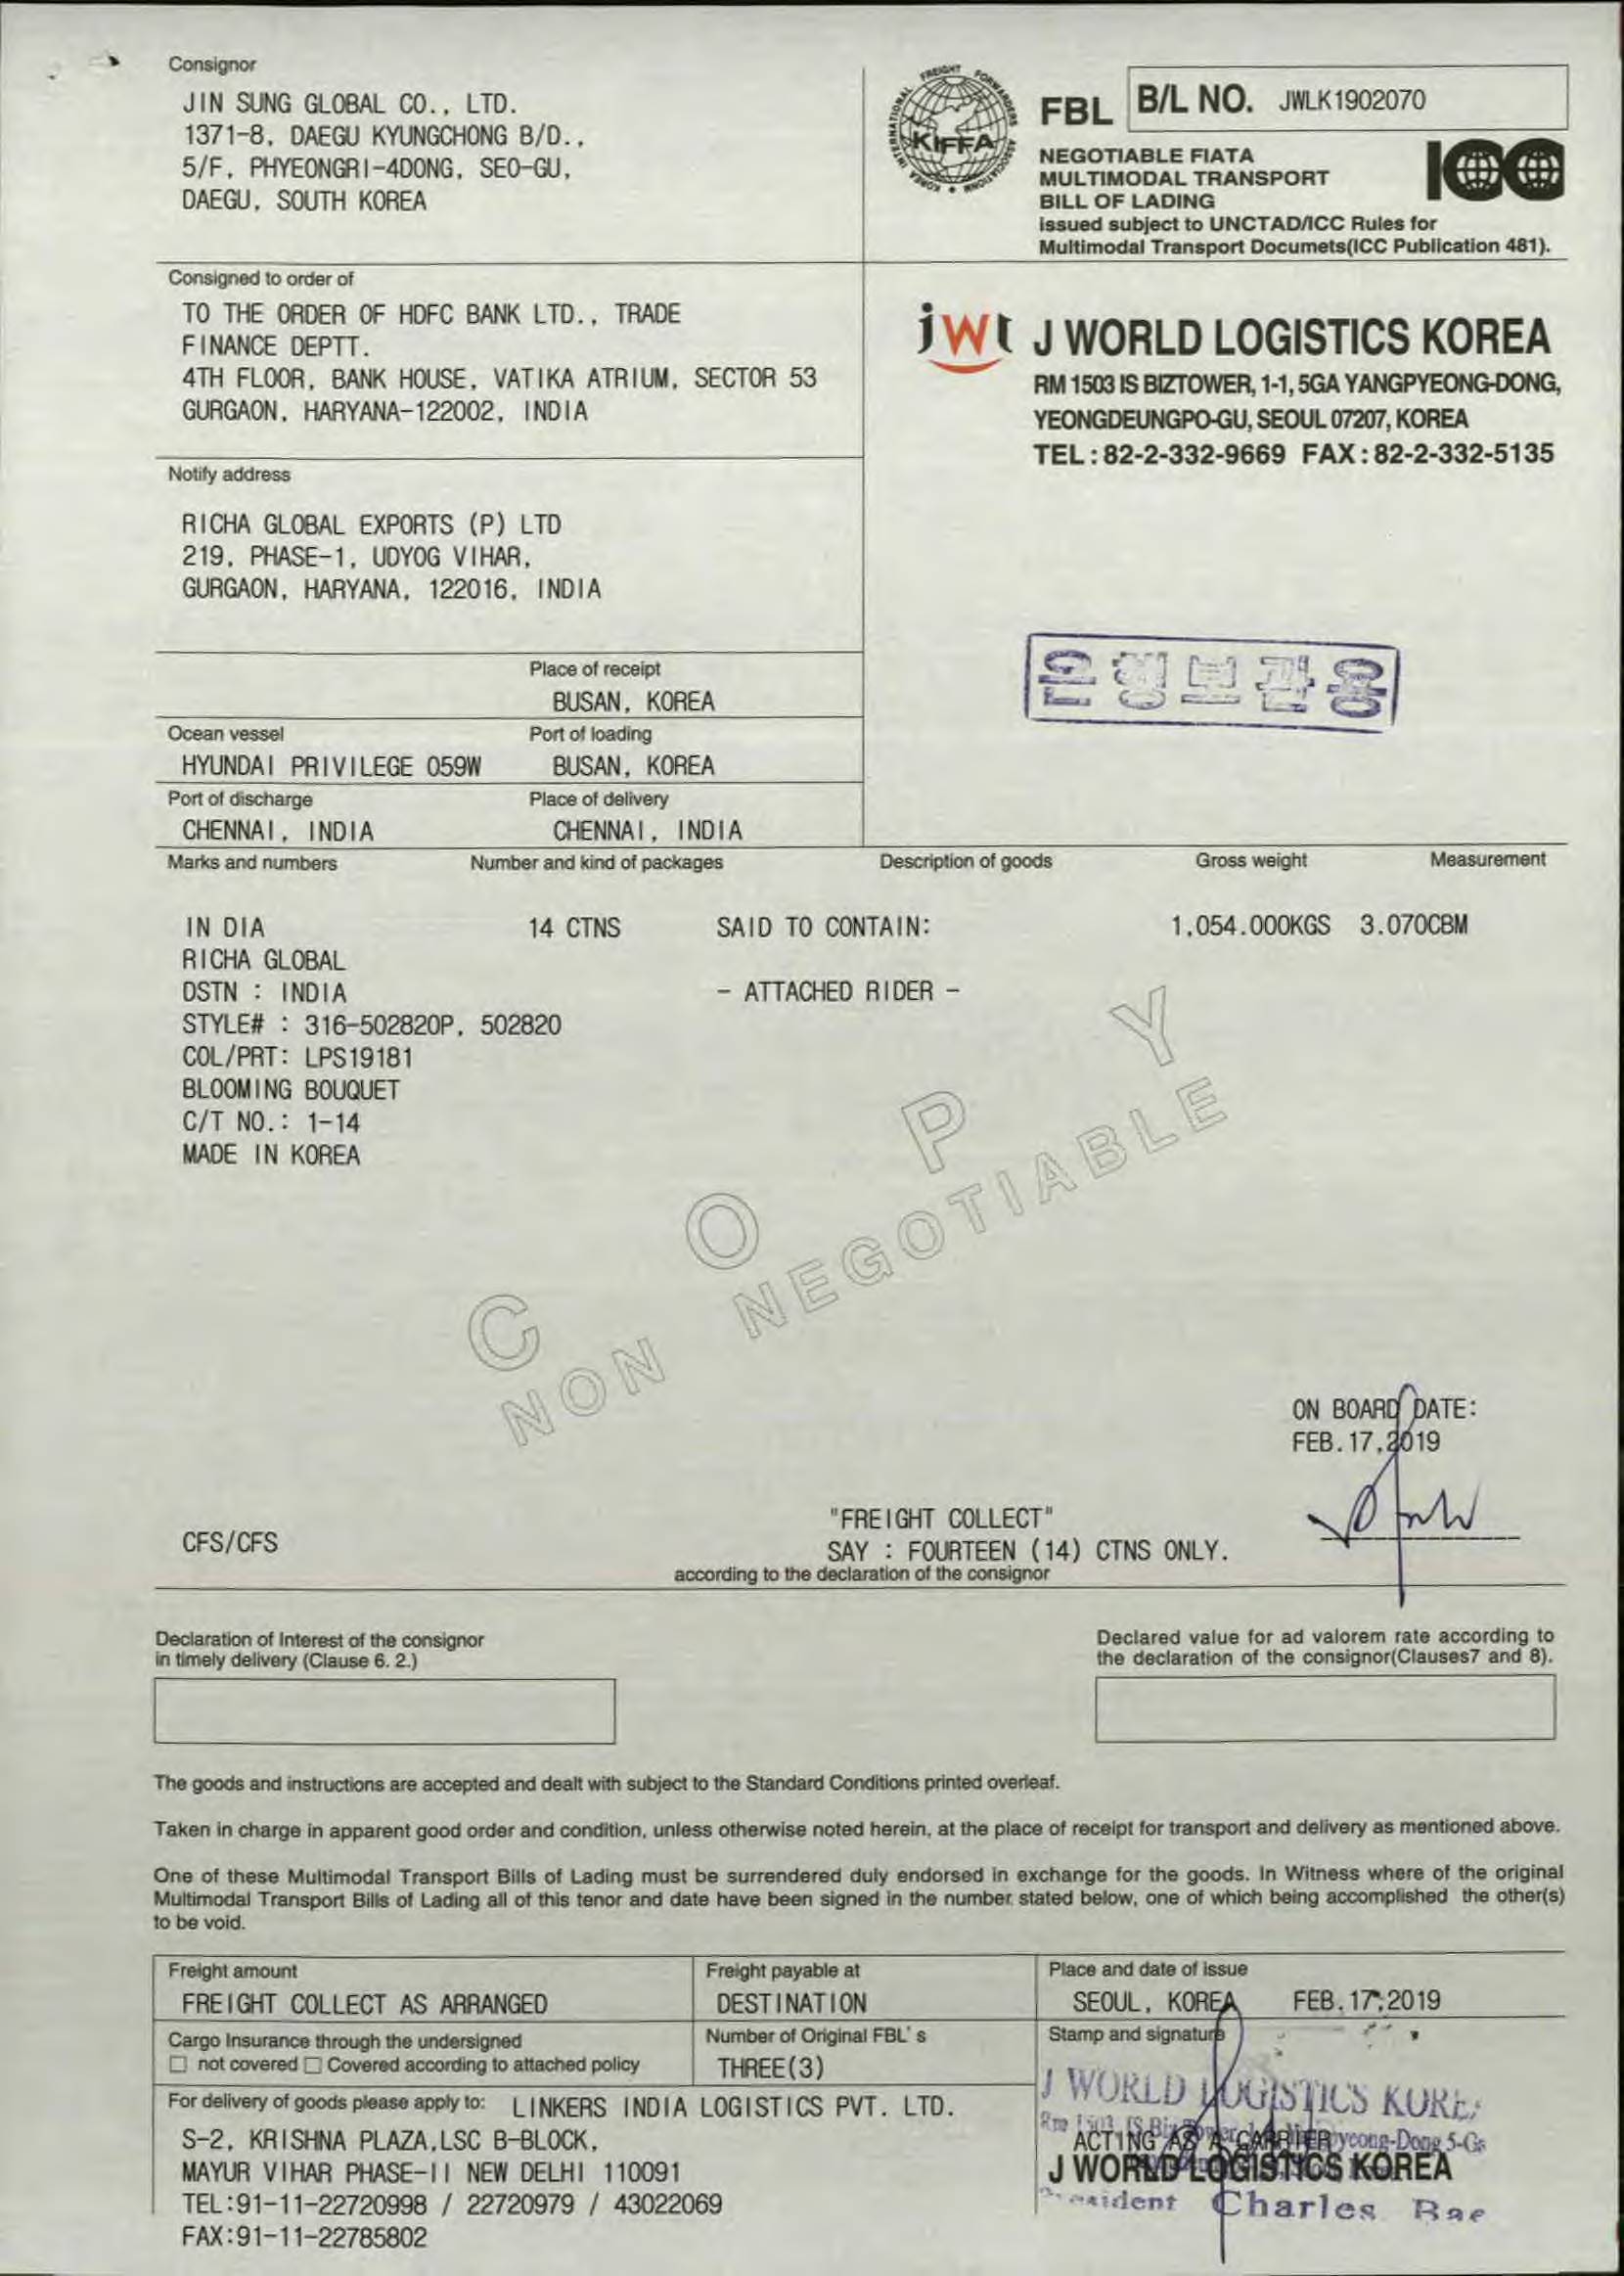 Consignor
JIN SUNG GLOBAL CO., LTD.
1371-8, DAEGU KYUNGCHONG B/D.,
5/F, PHYEONGRI-4DONG, SEO-GU,
DAEGU, SOUTH KOREA
KOREA INTERNATIONAL FREIGHT FORWARDERS ASSOCIATIONS
KIFFA
FBL
B/L NO. JWLK1902070
NEGOTIABLE FIATA
MULTIMODAL TRANSPORT
BILL OF LADING
issued subject to UNCTAD/ICC Rules for
Multimodal Transport Documets(ICC Publication 481).
ICC
Consigned to order of
TO THE ORDER OF HDFC BANK LTD., TRADE
FINANCE DEPTT.
4TH FLOOR, BANK HOUSE, VATIKA ATRIUM, SECTOR 53
GURGAON, HARYANA-122002, INDIA
jwt J WORLD LOGISTICS KOREA
RM 1503 IS BIZTOWER, 1-1, 5GA YANGPYEONG-DONG,
YEONGDEUNGPO-GU, SEOUL 07207, KOREA
TEL : 82-2-332-9669 FAX : 82-2-332-5135
Notify address
RICHA GLOBAL EXPORTS (P) LTD
219, PHASE-1, UDYOG VIHAR,
GURGAON, HARYANA, 122016, INDIA
은행보관용
Place of receipt
BUSAN, KOREA
Ocean vessel Port of loading
HYUNDAI PRIVILEGE 059W BUSAN, KOREA
Port of discharge Place of delivery
CHENNAI, INDIA CHENNAI, INDIA
Marks and numbers Number and kind of packages Description of goods Gross weight Measurement
IN DIA 14 CTNS SAID TO CONTAIN: 1,054.000KGS 3.070CBM
RICHA GLOBAL
DSTN : INDIA - ATTACHED RIDER -
STYLE# : 316-502820P, 502820
COL/PRT: LPS19181
BLOOMING BOUQUET
C/T NO.: 1-14
MADE IN KOREA
COPY
NON NEGOTIABLE
ON BOARD DATE:
FEB.17,2019
"FREIGHT COLLECT"
CFS/CFS SAY : FOURTEEN (14) CTNS ONLY.
according to the declaration of the consignor
Declaration of Interest of the consignor
in timely delivery (Clause 6. 2.)
Declared value for ad valorem rate according to
the declaration of the consignor(Clauses7 and 8).
The goods and instructions are accepted and dealt with subject to the Standard Conditions printed overleaf.
Taken in charge in apparent good order and condition, unless otherwise noted herein, at the place of receipt for transport and delivery as mentioned above.
One of these Multimodal Transport Bills of Lading must be surrendered duly endorsed in exchange for the goods. In Witness where of the original
Multimodal Transport Bills of Lading all of this tenor and date have been signed in the number stated below, one of which being accomplished the other(s)
to be void.
Freight amount Freight payable at Place and date of issue
FREIGHT COLLECT AS ARRANGED DESTINATION SEOUL, KOREA FEB.17,2019
Cargo Insurance through the undersigned Number of Original FBL's Stamp and signature
not covered Covered according to attached policy THREE(3)
J WORLD LOGISTICS KOREA
For delivery of goods please apply to: LINKERS INDIA LOGISTICS PVT. LTD.
S-2, KRISHNA PLAZA,LSC B-BLOCK,
MAYUR VIHAR PHASE-II NEW DELHI 110091
TEL:91-11-22720998 / 22720979 / 43022069
FAX:91-11-22785802
ACTING AS A CARRIER
J WORLD LOGISTICS KOREA
President Charles Bae